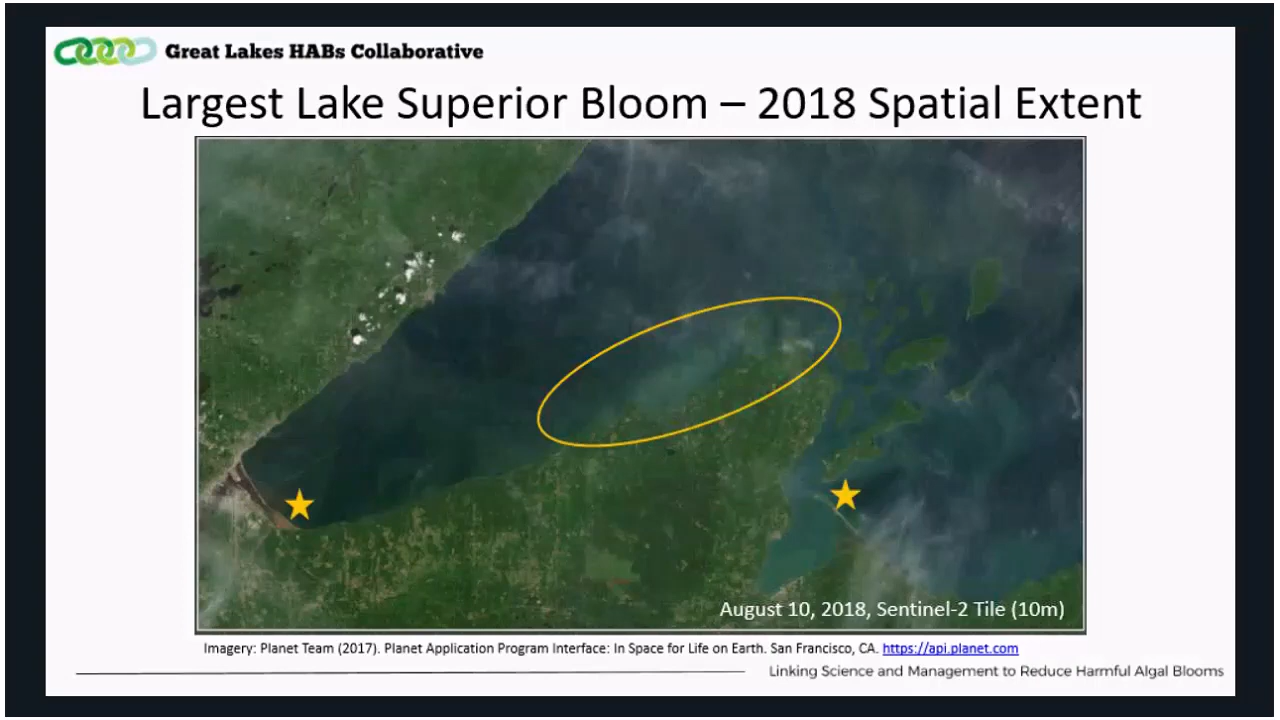 Great Lakes HABs Collaborative
Largest Lake Superior Bloom – 2018 Spatial Extent
August 10, 2018, Sentinel-2 Tile (10m)
Imagery: Planet Team (2017). Planet Application Program Interface: In Space for Life on Earth. San Francisco, CA. https://api.planet.com
Linking Science and Management to Reduce Harmful Algal Blooms